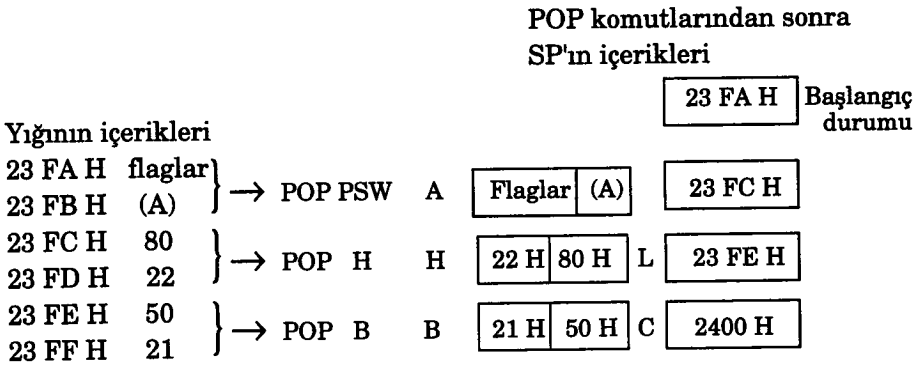 POP komutlarından sonra
SP'ın içerikleri
23 FA H Başlangıç
durumu
Yığının içerikleri
23 FA H flaglar
23 FB H (A)
→ POP PSW A Flaglar (A) 23 FC H
23 FC H 80
23 FD H 22
→ POP H H 22 H 80 H L 23 FE H
23 FE H 50
23 FF H 21
→ POP B B 21 H 50 H C 2400 H